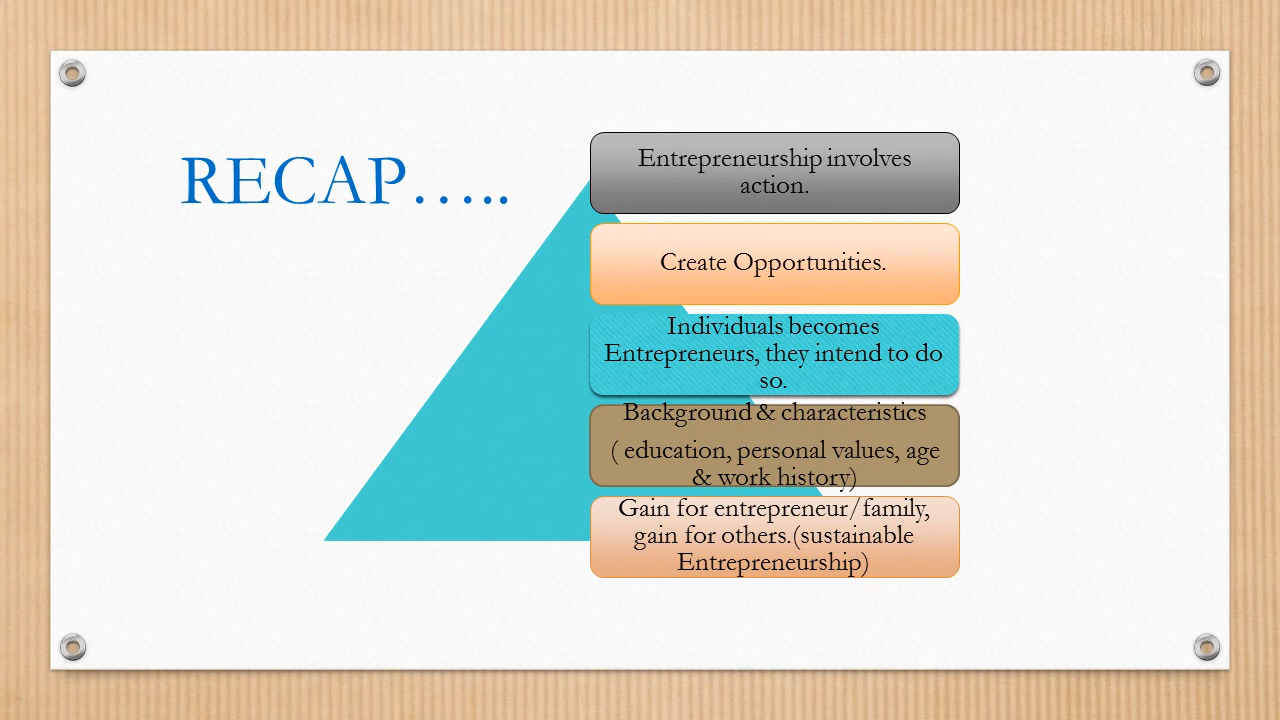 RECAP…..
Entrepreneurship involves
action.
Create Opportunities.
Individuals becomes
Entrepreneurs, they intend to do
so.
Background & characteristics
( education, personal values, age
& work history)
Gain for entrepreneur/family,
gain for others.(sustainable
Entrepreneurship)